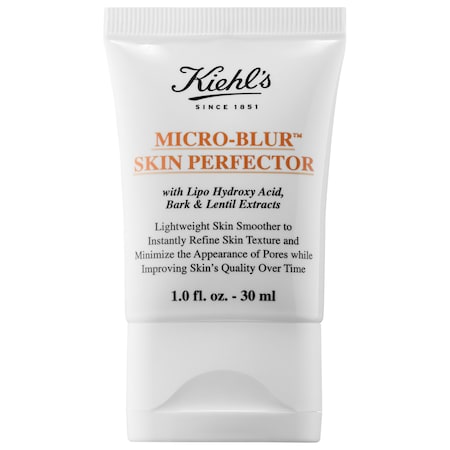 Kiehl's
SINCE 1851
MICRO-BLUR™
SKIN PERFECTOR
with Lipo Hydroxy Acid,
Bark & Lentil Extracts
Lightweight Skin Smoother to
Instantly Refine Skin Texture and
Minimize the Appearance of Pores while
Improving Skin's Quality Over Time
1.0 fl. oz. - 30 ml